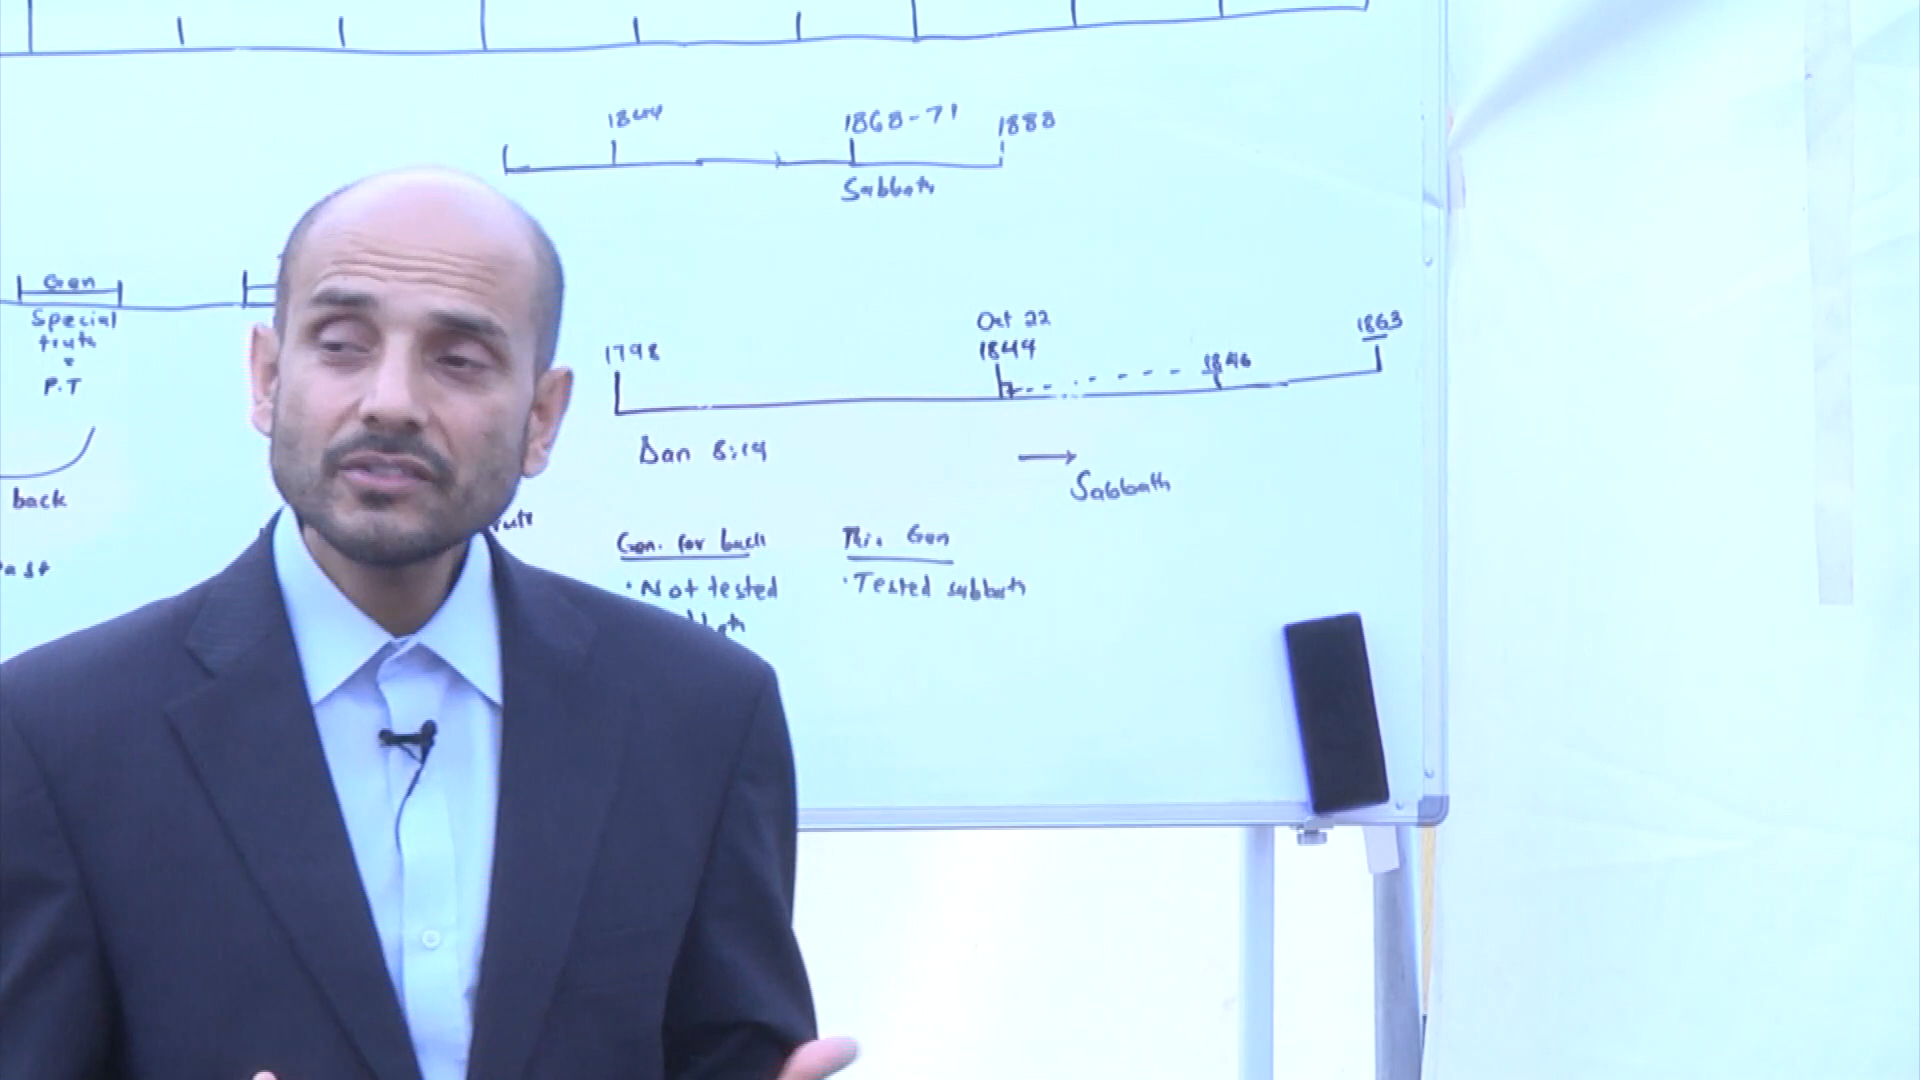 1844
1868-71
1888
Sabbath
Gen
Special
truth
P.T
back
Oct 22
1798
1844
1846
1863
Dan 8:14
Sabbath
Gen. far back
This Gen
• Not tested
• Tested sabbath